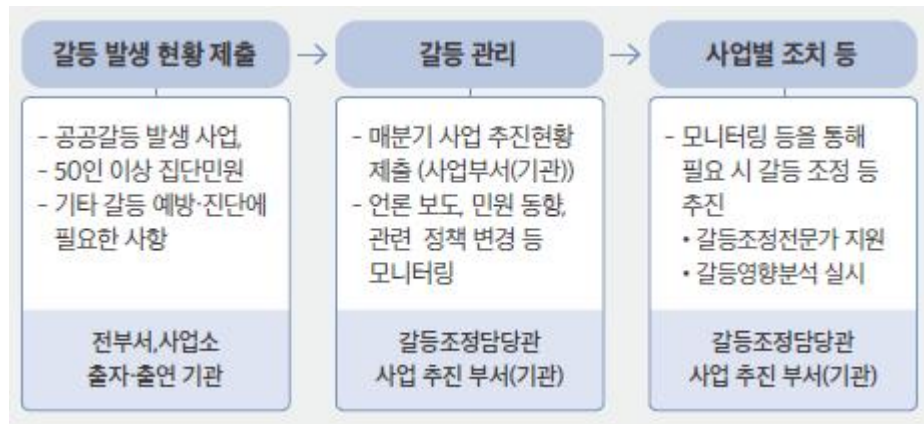 갈등 발생 현황 제출
- 공공갈등 발생 사업,
- 50인 이상 집단민원
- 기타 갈등 예방·진단에
필요한 사항
전부서,사업소
출자·출연 기관
→
갈등 관리
- 매분기 사업 추진현황
제출 (사업부서(기관))
- 언론 보도, 민원 동향,
관련 정책 변경 등
모니터링
갈등조정담당관
사업 추진 부서(기관)
→
사업별 조치 등
- 모니터링 등을 통해
필요 시 갈등 조정 등
추진
• 갈등조정전문가 지원
• 갈등영향분석 실시
갈등조정담당관
사업 추진 부서(기관)